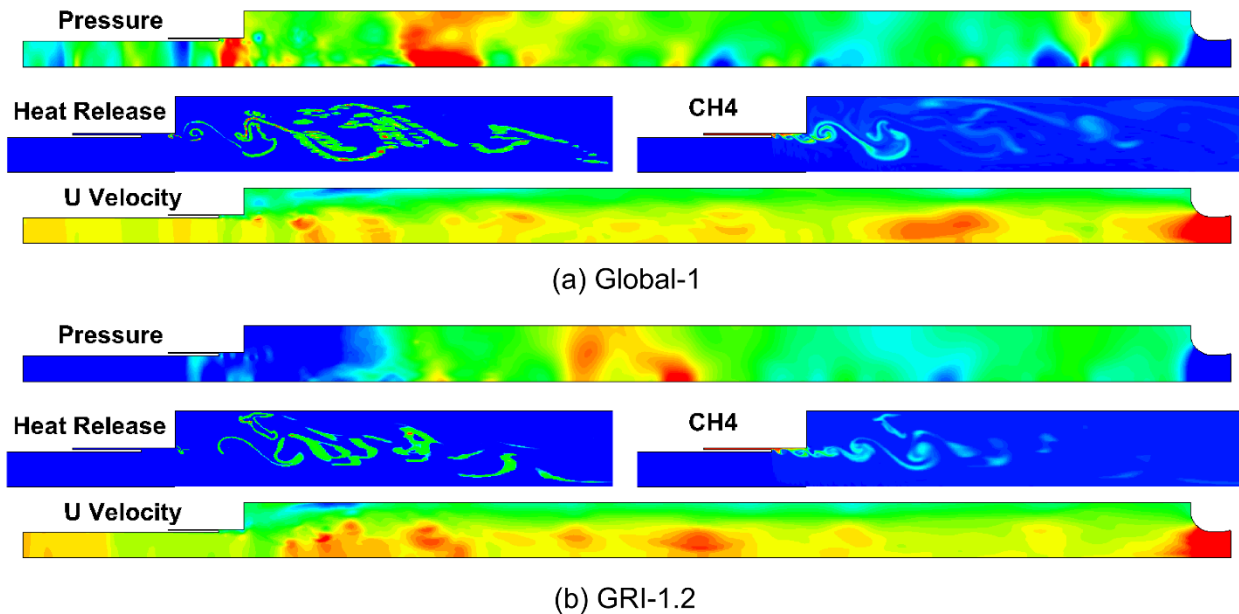 Pressure
Heat Release
CH4
U Velocity
(a) Global-1
Pressure
Heat Release
CH4
U Velocity
(b) GRI-1.2